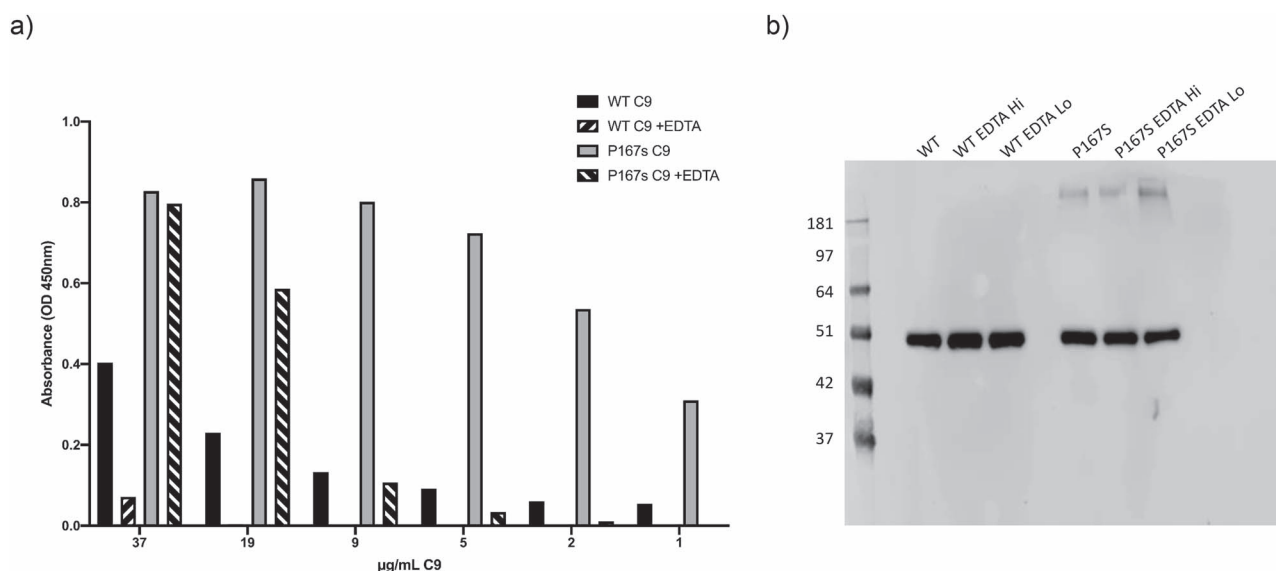 a)
WT C9
WT C9 +EDTA
P167s C9
P167s C9 +EDTA
1.0
0.8
0.6
0.4
0.2
0.0
Absorbance (OD 450nm)
37 19 9 5 2 1
µg/mL C9
b)
WT
WT EDTA Hi
WT EDTA Lo
P167S
P167S EDTA Hi
P167S EDTA Lo
181
97
64
51
42
37